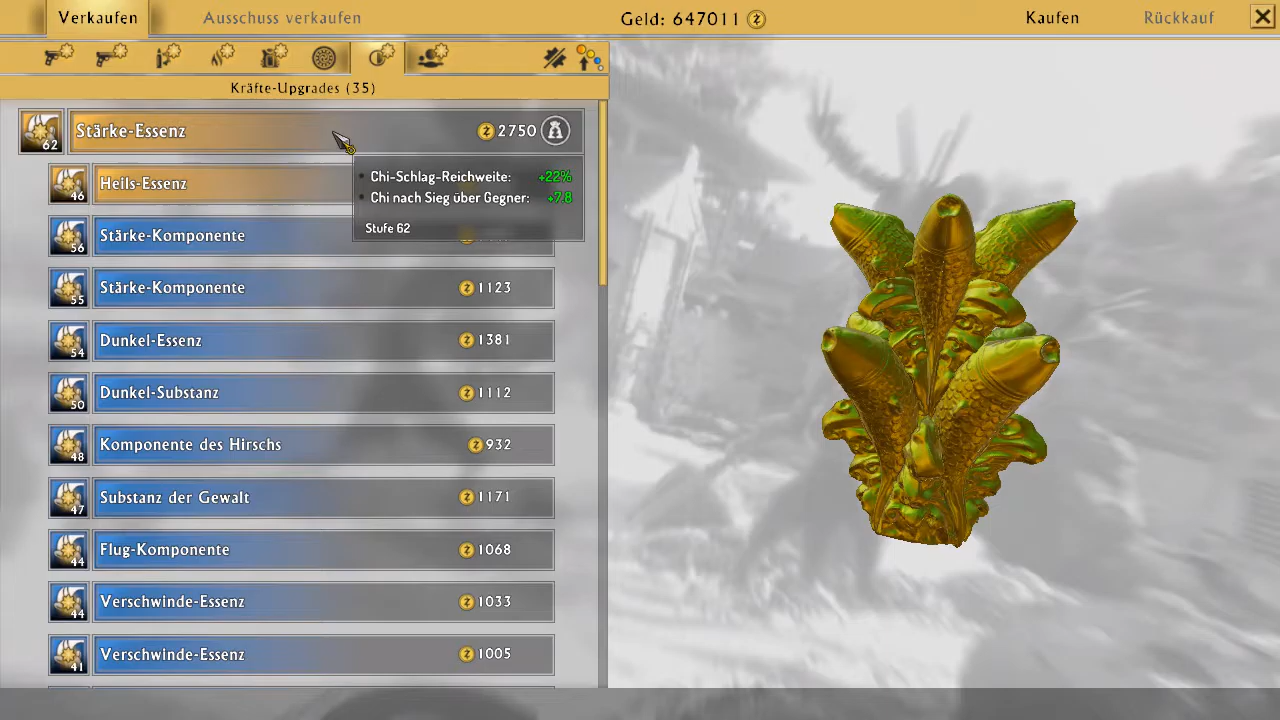 Verkaufen
Ausschuss verkaufen
Geld: 647011
Kaufen
Rückkauf
Kräfte-Upgrades (35)
62
Stärke-Essenz
2750
Chi-Schlag-Reichweite: +22%
Chi nach Sieg über Gegner: +7.8
Stufe 62
46
Heils-Essenz
56
Stärke-Komponente
55
Stärke-Komponente
1123
54
Dunkel-Essenz
1381
50
Dunkel-Substanz
1112
48
Komponente des Hirschs
932
47
Substanz der Gewalt
1171
44
Flug-Komponente
1068
44
Verschwinde-Essenz
1033
41
Verschwinde-Essenz
1005